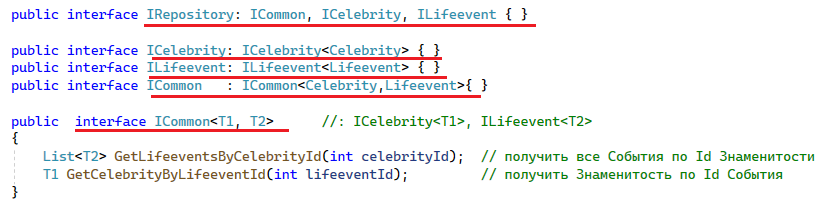 public interface IRepository: ICommon, ICelebrity, ILifeevent { }
public interface ICelebrity: ICelebrity<Celebrity> { }
public interface ILifeevent: ILifeevent<Lifeevent> { }
public interface ICommon   : ICommon<Celebrity,Lifeevent>{ }
public  interface ICommon<T1, T2>      //: ICelebrity<T1>, ILifeevent<T2>
{
    List<T2> GetLifeeventsByCelebrityId(int celebrityId);  // получить все События по Id Знаменитости
    T1 GetCelebrityByLifeeventId(int lifeeventId);         // получить Знаменитость по Id События
}